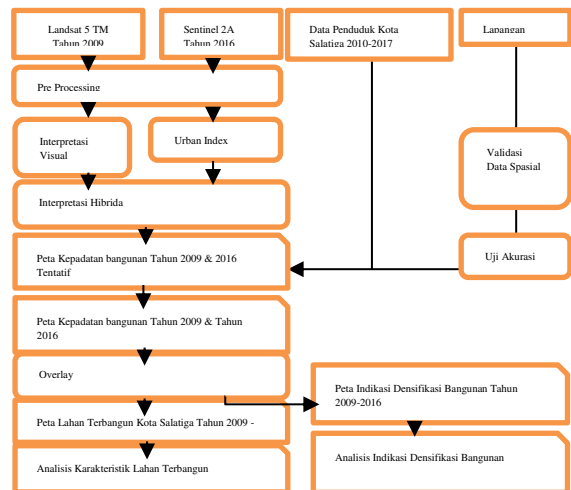 Landsat 5 TM
Tahun 2009
Sentinel 2A
Tahun 2016
Data Penduduk Kota
Salatiga 2010-2017
Lapangan
Pre Processing
Interpretasi
Visual
Urban Index
Validasi
Data Spasial
Interpretasi Hibrida
Uji Akurasi
Peta Kepadatan bangunan Tahun 2009 & 2016
Tentatif
Peta Kepadatan bangunan Tahun 2009 & Tahun
2016
Overlay
Peta Indikasi Densifikasi Bangunan Tahun
2009-2016
Peta Lahan Terbangun Kota Salatiga Tahun 2009 -
Analisis Karakteristik Lahan Terbangun
Analisis Indikasi Densifikasi Bangunan